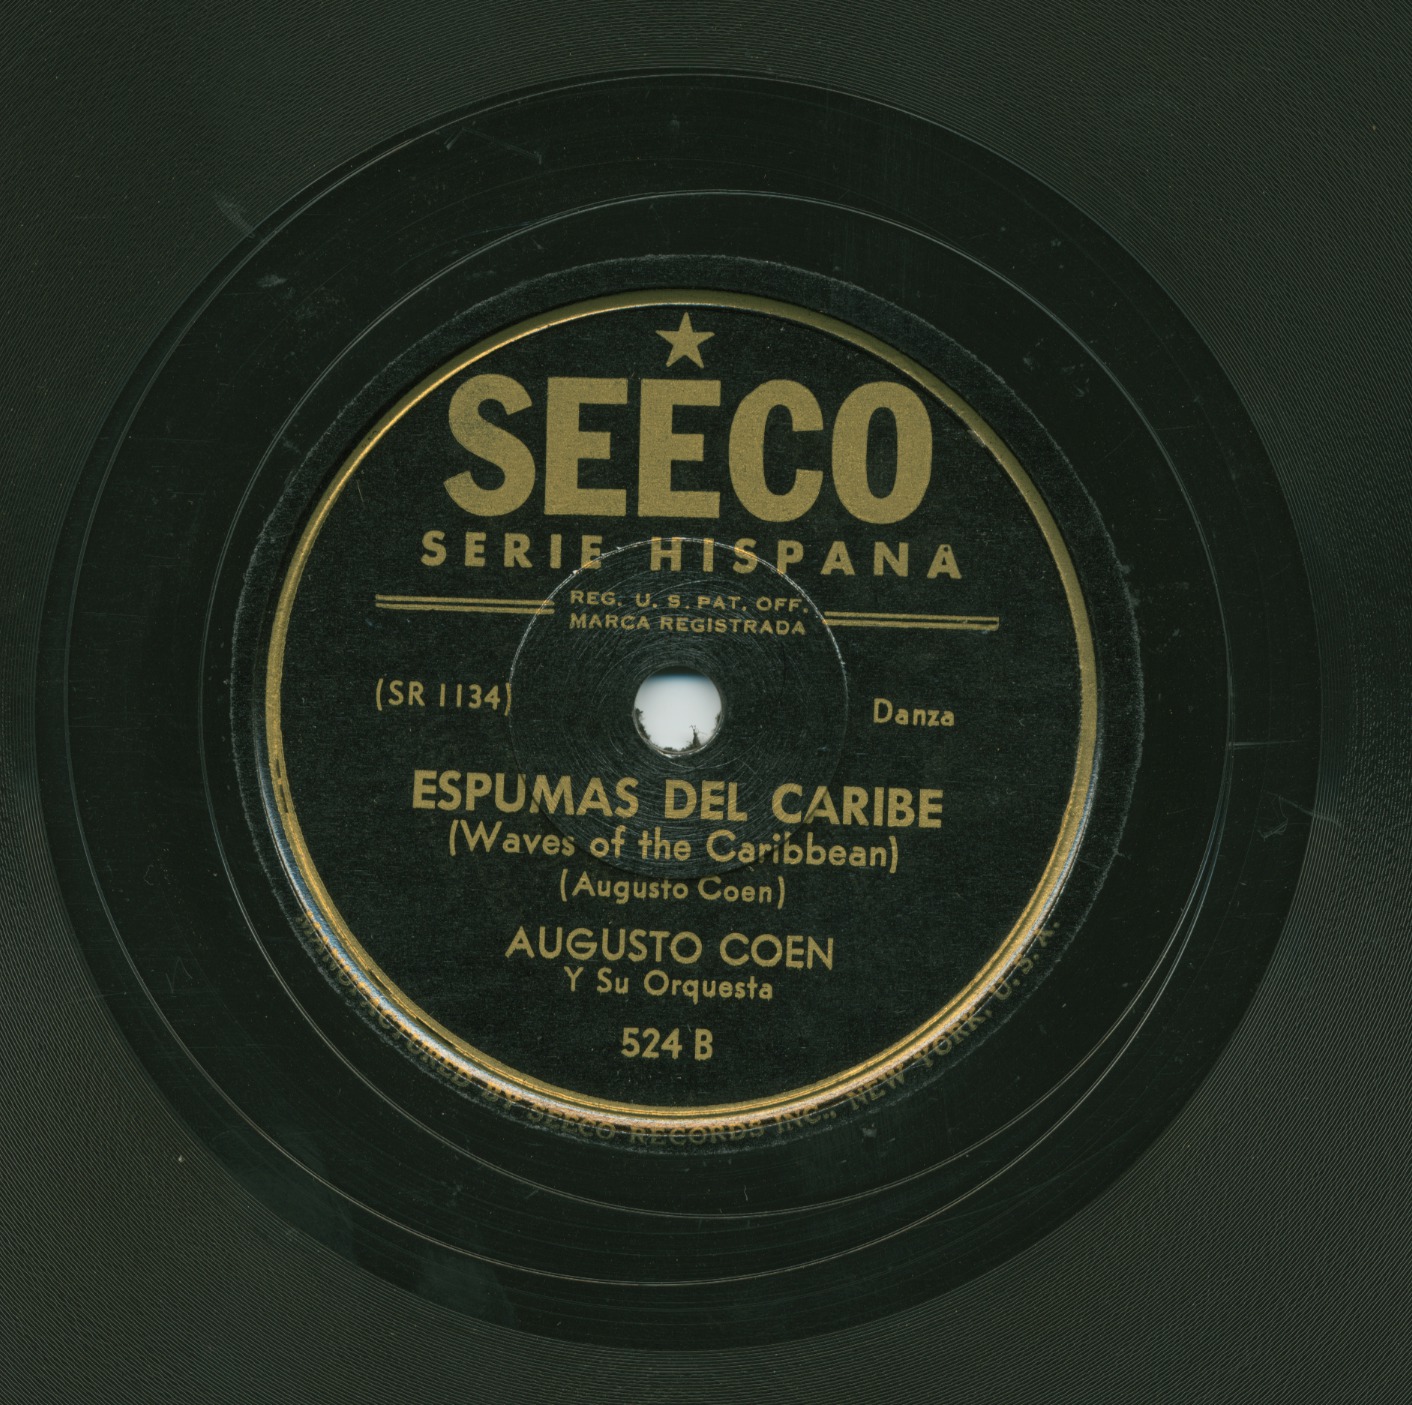 SEECO
SERIE HISPANA
REG. U. S. PAT. OFF.
MARCA REGISTRADA
(SR 1134)
Danza
ESPUMAS DEL CARIBE
(Waves of the Caribbean)
(Augusto Coen)
AUGUSTO COEN
Y Su Orquesta
524 B
MANUFACTURED BY SEECO RECORDS INC., NEW YORK, U. S. A.